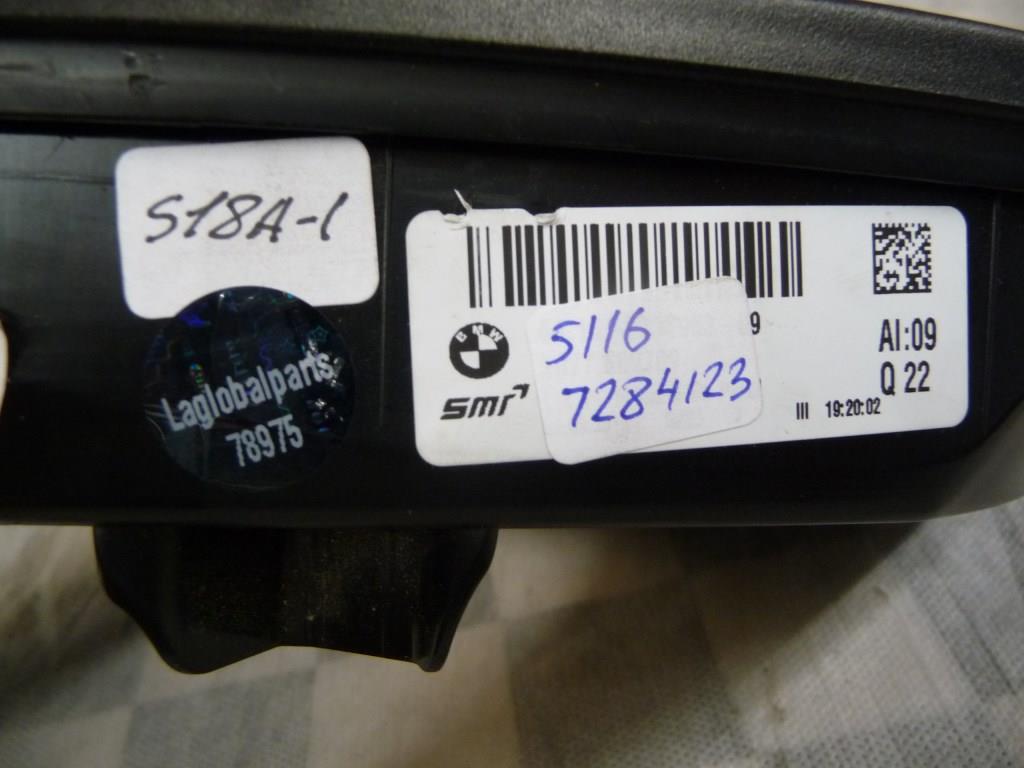 S18A-1
Laglobalparts
78975
BMW
smr
5116
7284123
9
AI:09
Q 22
III 19:20:02